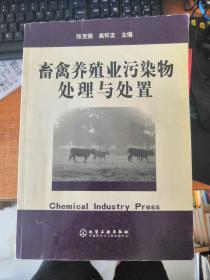 张克强 高怀友 主编
畜禽养殖业污染物
处理与处置
Chemical Industry Press
化学工业出版社